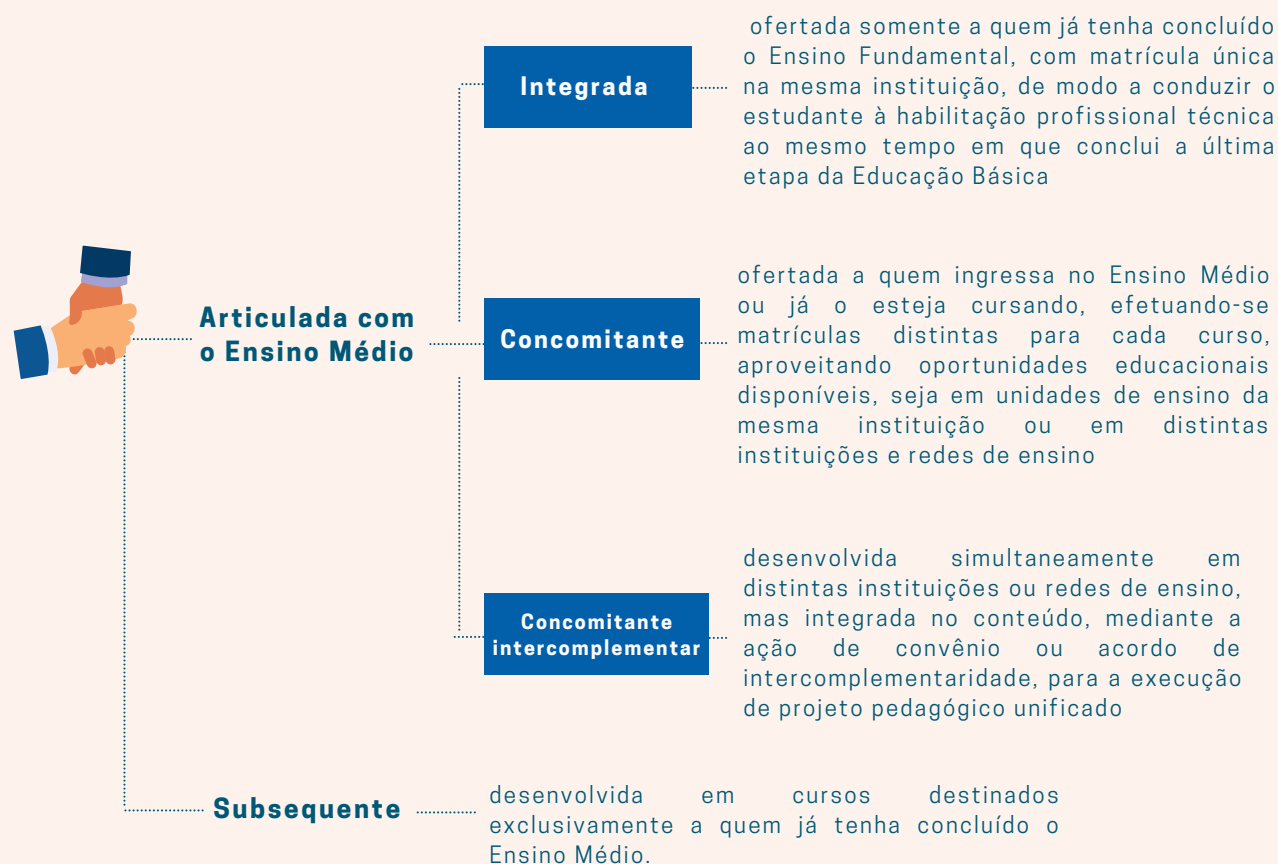 Integrada
ofertada somente a quem já tenha concluído
o Ensino Fundamental, com matrícula única
na mesma instituição, de modo a conduzir o
estudante à habilitação profissional técnica
ao mesmo tempo em que conclui a última
etapa da Educação Básica
Articulada com
o Ensino Médio
Concomitante
ofertada a quem ingressa no Ensino Médio
ou já o esteja cursando, efetuando-se
matrículas distintas para cada curso,
aproveitando oportunidades educacionais
disponíveis, seja em unidades de ensino da
mesma instituição ou em distintas
instituições e redes de ensino
Concomitante
intercomplementar
desenvolvida simultaneamente em
distintas instituições ou redes de ensino,
mas integrada no conteúdo, mediante a
ação de convênio ou acordo de
intercomplementaridade, para a execução
de projeto pedagógico unificado
Subsequente
desenvolvida em cursos destinados
exclusivamente a quem já tenha concluído o
Ensino Médio.